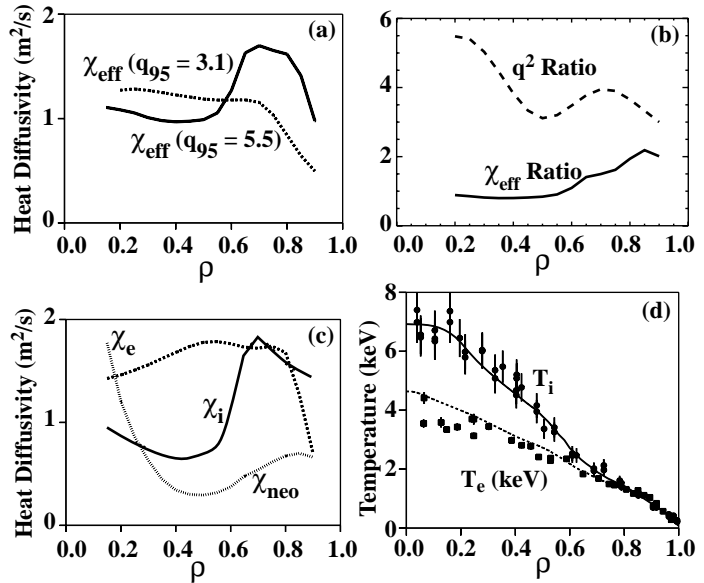 (a)
Heat Diffusivity (m²/s)
2
1
0
χeff (q95 = 3.1)
χeff (q95 = 5.5)
0.0 0.2 0.4 0.6 0.8 1.0
ρ
(b)
6
4
2
0
q² Ratio
χeff Ratio
0.0 0.2 0.4 0.6 0.8 1.0
ρ
(c)
Heat Diffusivity (m²/s)
2
1
0
χe
χi
χneo
0.0 0.2 0.4 0.6 0.8 1.0
ρ
(d)
Temperature (keV)
8
6
4
2
0
Ti
Te (keV)
0.0 0.2 0.4 0.6 0.8 1.0
ρ